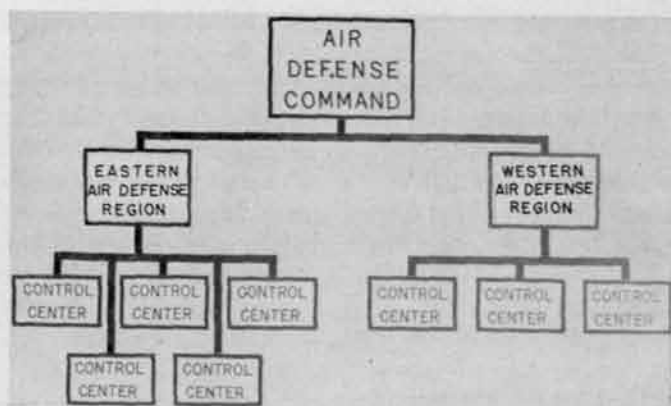 AIR
DEFENSE
COMMAND
EASTERN
AIR DEFENSE
REGION
WESTERN
AIR DEFENSE
REGION
CONTROL
CENTER
CONTROL
CENTER
CONTROL
CENTER
CONTROL
CENTER
CONTROL
CENTER
CONTROL
CENTER
CONTROL
CENTER
CONTROL
CENTER